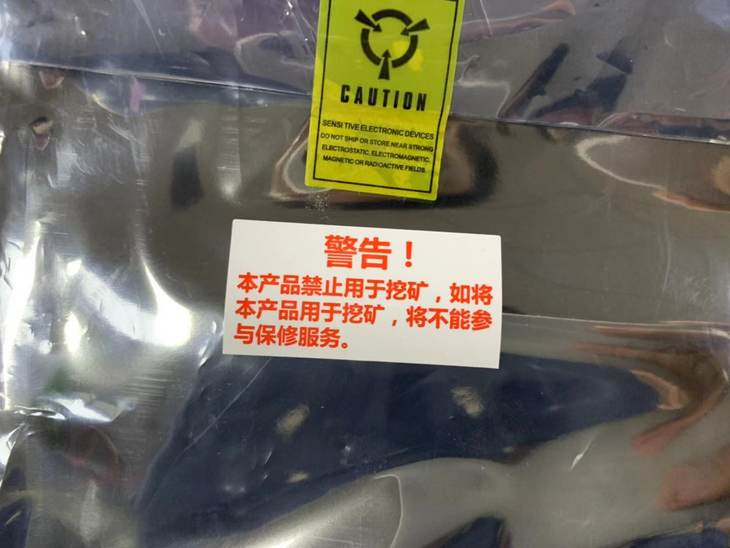 CAUTION
SENSITIVE ELECTRONIC DEVICES
DO NOT SHIP OR STORE NEAR STRONG
ELECTROSTATIC, ELECTROMAGNETIC,
MAGNETIC OR RADIOACTIVE FIELDS
警告！
本产品禁止用于挖矿，如将
本产品用于挖矿，将不能参
与保修服务。